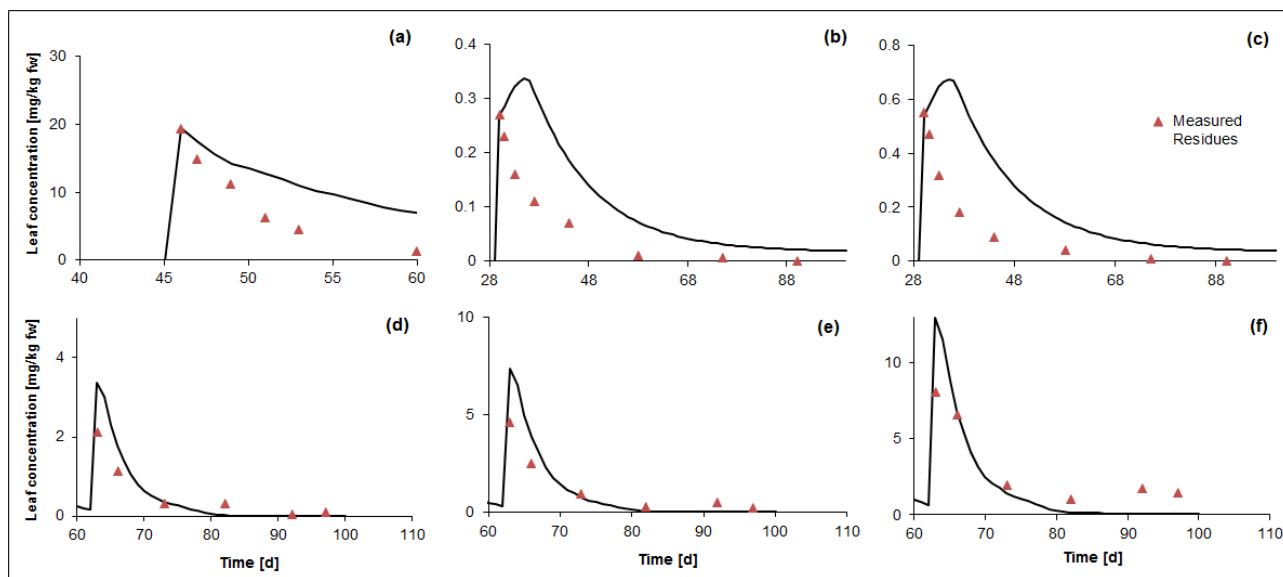 (a)
(b)
(c)
Leaf concentration [mg/kg fw]
30
20
10
0
40 45 50 55 60
0.4
0.3
0.2
0.1
0
28 48 68 88
0.8
0.6
0.4
0.2
0
28 48 68 88
Measured
Residues
(d)
(e)
(f)
Leaf concentration [mg/kg fw]
4
2
0
60 70 80 90 100 110
10
5
0
60 70 80 90 100 110
10
5
0
60 70 80 90 100 110
Time [d]
Time [d]
Time [d]